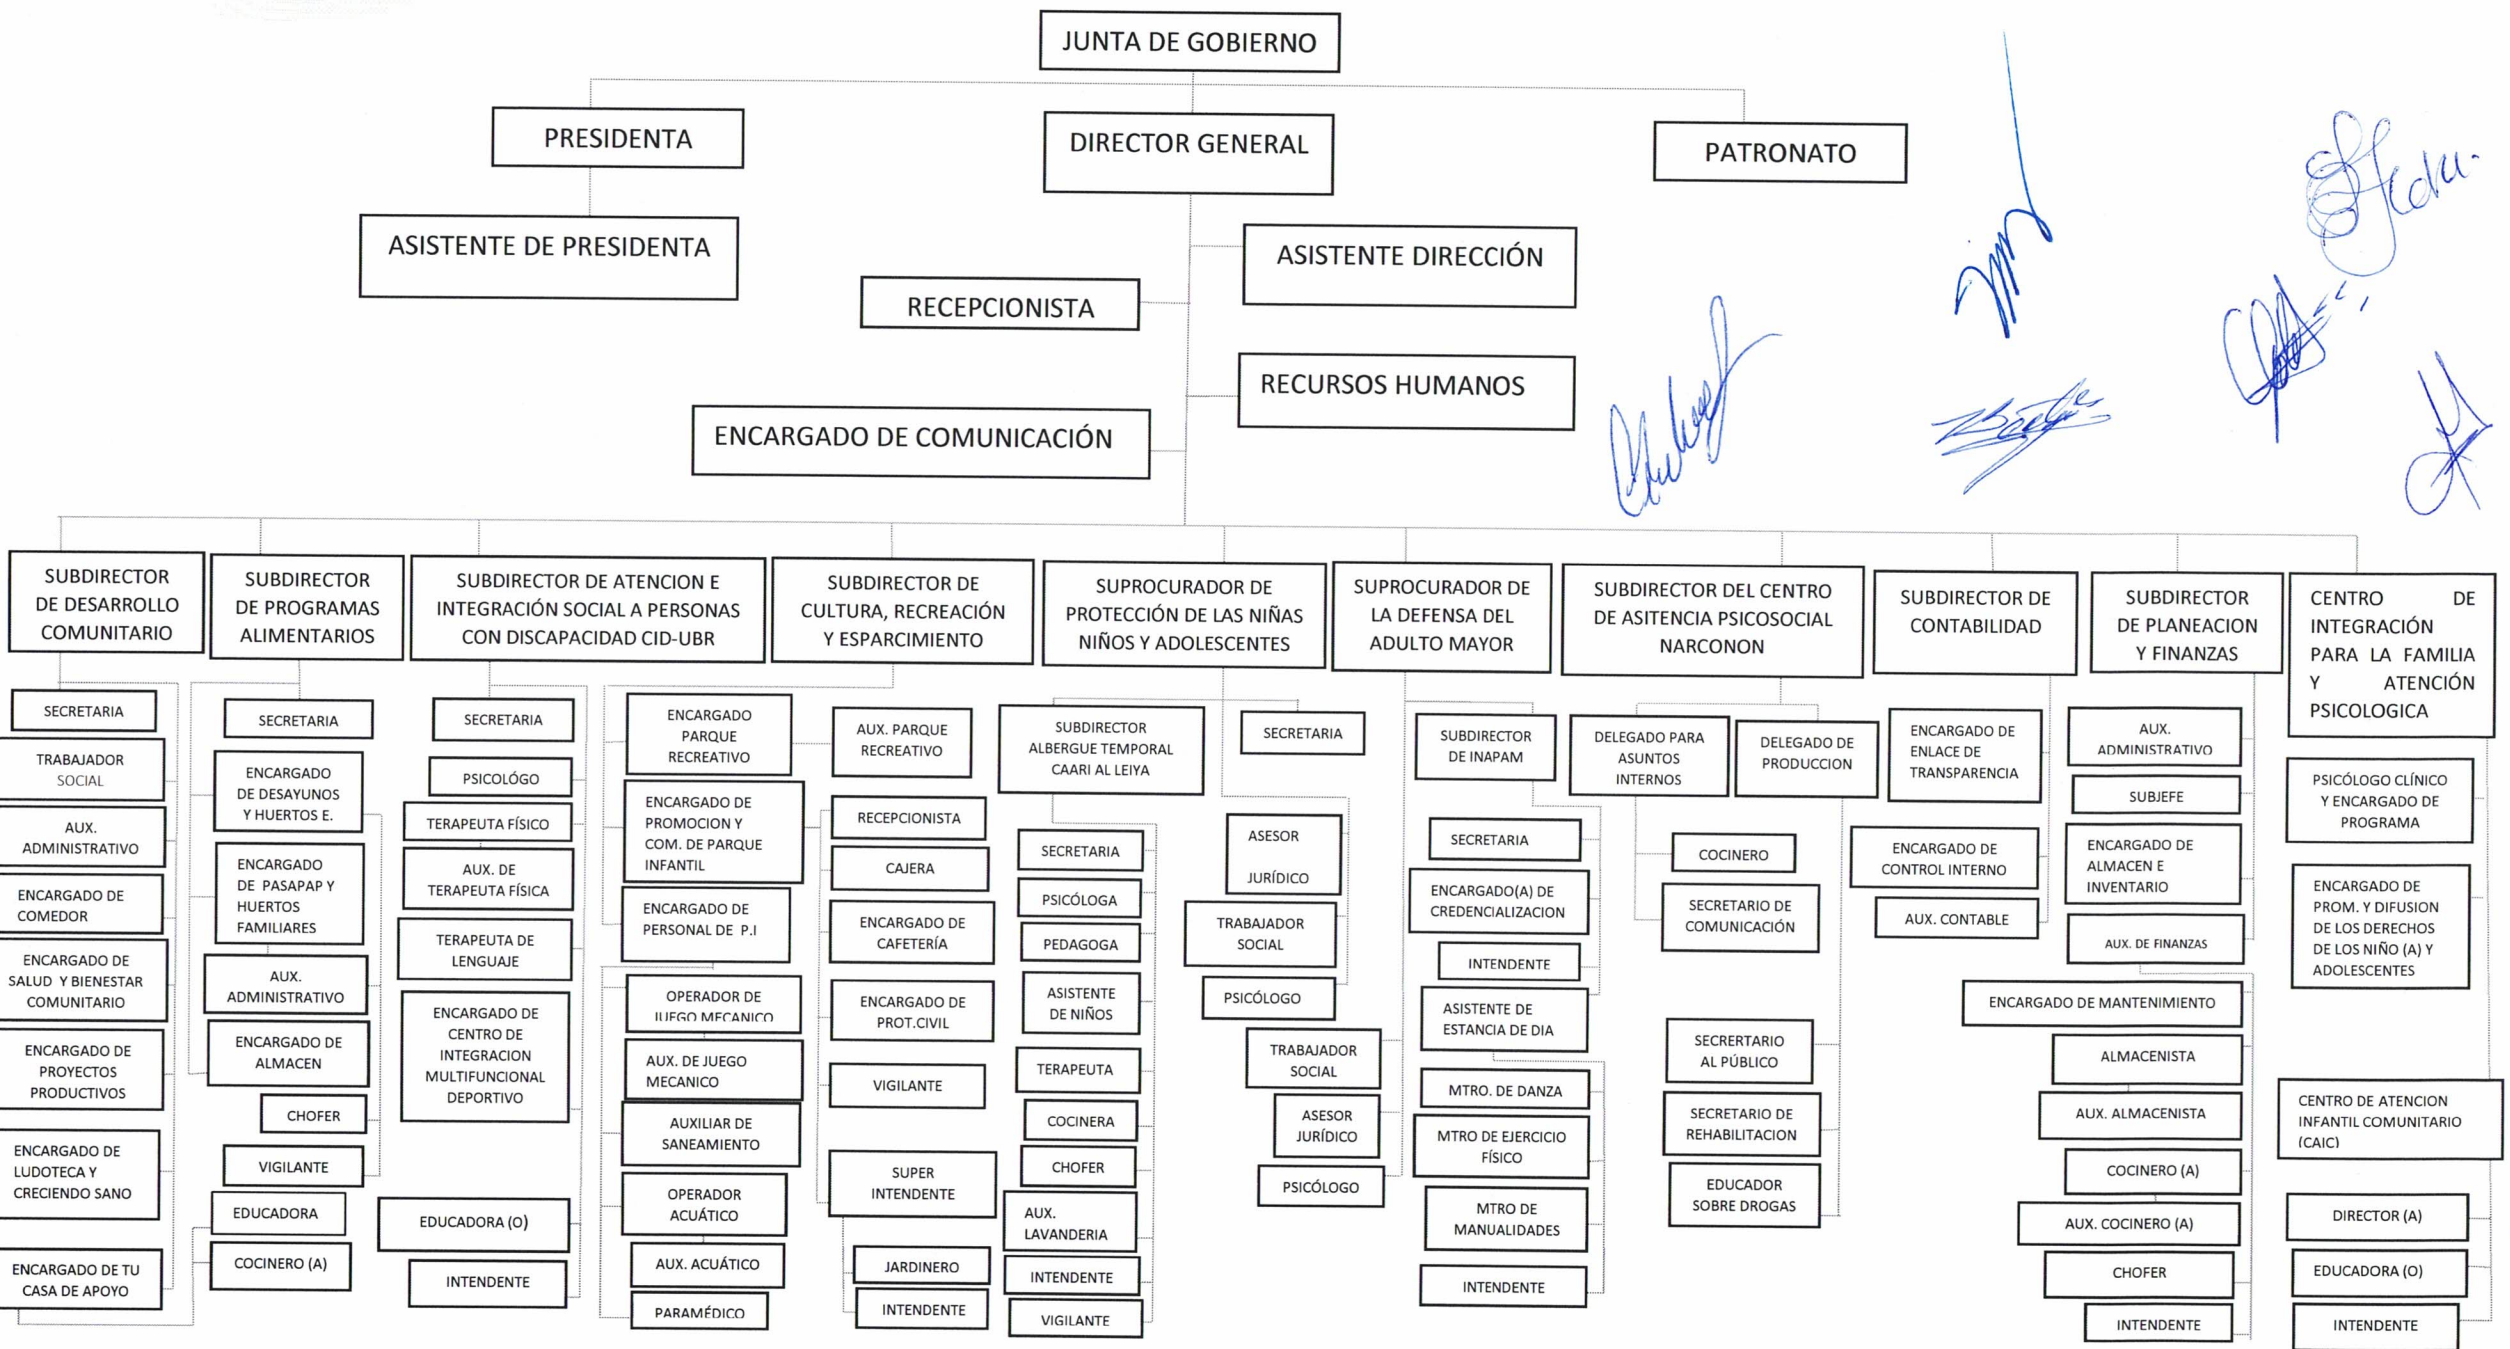 JUNTA DE GOBIERNO
PRESIDENTA
DIRECTOR GENERAL
PATRONATO
ASISTENTE DE PRESIDENTA
ASISTENTE DIRECCIÓN
RECEPCIONISTA
RECURSOS HUMANOS
ENCARGADO DE COMUNICACIÓN
SUBDIRECTOR
DE DESARROLLO
COMUNITARIO
SUBDIRECTOR
DE PROGRAMAS
ALIMENTARIOS
SUBDIRECTOR DE ATENCION E
INTEGRACIÓN SOCIAL A PERSONAS
CON DISCAPACIDAD CID-UBR
SUBDIRECTOR DE
CULTURA, RECREACIÓN
Y ESPARCIMIENTO
SUPROCURADOR DE
PROTECCIÓN DE LAS NIÑAS
NIÑOS Y ADOLESCENTES
SUPROCURADOR DE
LA DEFENSA DEL
ADULTO MAYOR
SUBDIRECTOR DEL CENTRO
DE ASITENCIA PSICOSOCIAL
NARCONON
SUBDIRECTOR DE
CONTABILIDAD
SUBDIRECTOR
DE PLANEACION
Y FINANZAS
CENTRO DE
INTEGRACIÓN
PARA LA FAMILIA
Y ATENCIÓN
PSICOLOGICA
SECRETARIA
TRABAJADOR
SOCIAL
AUX.
ADMINISTRATIVO
ENCARGADO DE
COMEDOR
ENCARGADO DE
SALUD Y BIENESTAR
COMUNITARIO
ENCARGADO DE
PROYECTOS
PRODUCTIVOS
ENCARGADO DE
LUDOTECA Y
CRECIENDO SANO
ENCARGADO DE TU
CASA DE APOYO
SECRETARIA
ENCARGADO
DE DESAYUNOS
Y HUERTOS E.
ENCARGADO
DE PASAPAP Y
HUERTOS
FAMILIARES
AUX.
ADMINISTRATIVO
ENCARGADO DE
ALMACEN
CHOFER
VIGILANTE
EDUCADORA
COCINERO (A)
SECRETARIA
PSICOLÓGO
TERAPEUTA FÍSICO
AUX. DE
TERAPEUTA FÍSICA
TERAPEUTA DE
LENGUAJE
ENCARGADO DE
CENTRO DE
INTEGRACION
MULTIFUNCIONAL
DEPORTIVO
EDUCADORA (O)
INTENDENTE
ENCARGADO
PARQUE
RECREATIVO
ENCARGADO DE
PROMOCION Y
COM. DE PARQUE
INFANTIL
ENCARGADO DE
PERSONAL DE P.I
OPERADOR DE
JUEGO MECANICO
AUX. DE JUEGO
MECANICO
AUXILIAR DE
SANEAMIENTO
OPERADOR
ACUÁTICO
AUX. ACUÁTICO
PARAMÉDICO
AUX. PARQUE
RECREATIVO
RECEPCIONISTA
CAJERA
ENCARGADO DE
CAFETERÍA
ENCARGADO DE
PROT.CIVIL
VIGILANTE
SUPER
INTENDENTE
JARDINERO
INTENDENTE
SUBDIRECTOR
ALBERGUE TEMPORAL
CAARI AL LEIYA
SECRETARIA
PSICÓLOGA
PEDAGOGA
ASISTENTE
DE NIÑOS
TERAPEUTA
COCINERA
CHOFER
AUX.
LAVANDERIA
INTENDENTE
VIGILANTE
SECRETARIA
ASESOR
JURÍDICO
TRABAJADOR
SOCIAL
PSICÓLOGO
TRABAJADOR
SOCIAL
ASESOR
JURÍDICO
PSICÓLOGO
SUBDIRECTOR
DE INAPAM
SECRETARIA
ENCARGADO(A) DE
CREDENCIALIZACION
INTENDENTE
ASISTENTE DE
ESTANCIA DE DIA
MTRO. DE DANZA
MTRO DE EJERCICIO
FÍSICO
MTRO DE
MANUALIDADES
INTENDENTE
DELEGADO PARA
ASUNTOS
INTERNOS
DELEGADO DE
PRODUCCION
COCINERO
SECRETARIO DE
COMUNICACIÓN
SECRERTARIO
AL PÚBLICO
SECRETARIO DE
REHABILITACION
EDUCADOR
SOBRE DROGAS
ENCARGADO DE
ENLACE DE
TRANSPARENCIA
ENCARGADO DE
CONTROL INTERNO
AUX. CONTABLE
AUX.
ADMINISTRATIVO
SUBJEFE
ENCARGADO DE
ALMACEN E
INVENTARIO
AUX. DE FINANZAS
ENCARGADO DE MANTENIMIENTO
ALMACENISTA
AUX. ALMACENISTA
COCINERO (A)
AUX. COCINERO (A)
CHOFER
INTENDENTE
PSICÓLOGO CLÍNICO
Y ENCARGADO DE
PROGRAMA
ENCARGADO DE
PROM. Y DIFUSION
DE LOS DERECHOS
DE LOS NIÑO (A) Y
ADOLESCENTES
CENTRO DE ATENCION
INFANTIL COMUNITARIO
(CAIC)
DIRECTOR (A)
EDUCADORA (O)
INTENDENTE